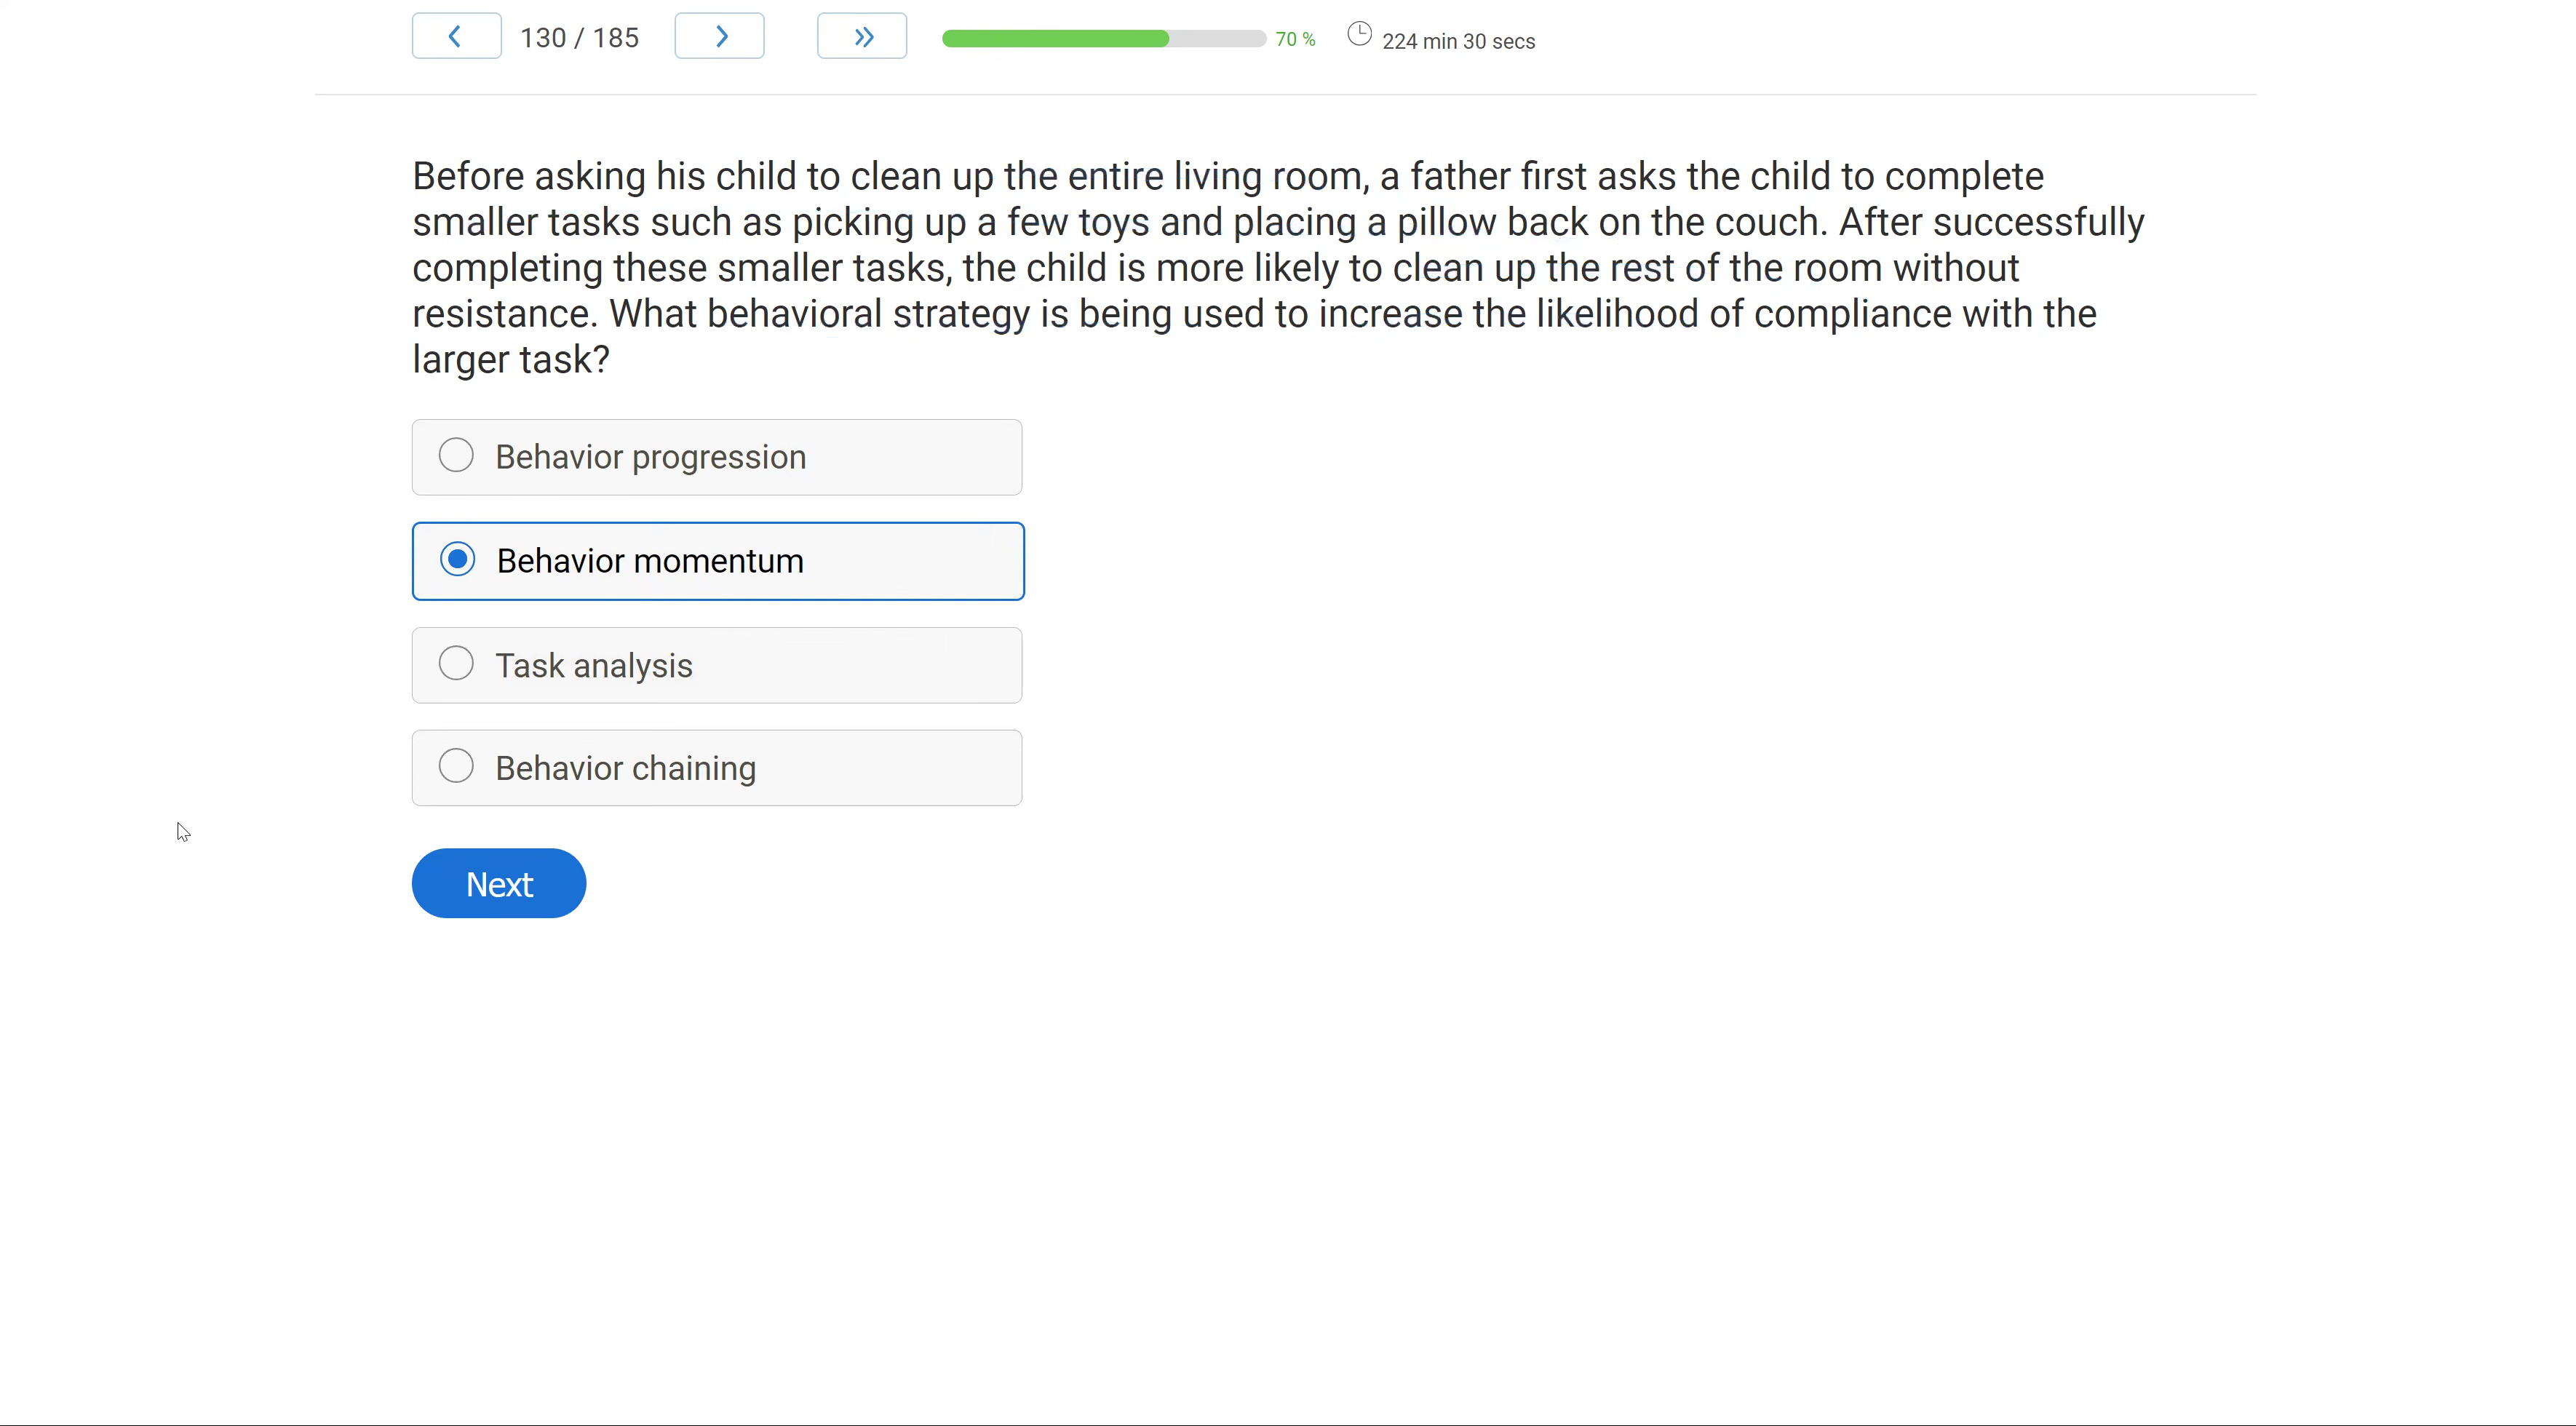 130 / 185
70 %
224 min 30 secs
Before asking his child to clean up the entire living room, a father first asks the child to complete
smaller tasks such as picking up a few toys and placing a pillow back on the couch. After successfully
completing these smaller tasks, the child is more likely to clean up the rest of the room without
resistance. What behavioral strategy is being used to increase the likelihood of compliance with the
larger task?
Behavior progression
Behavior momentum
Task analysis
Behavior chaining
Next